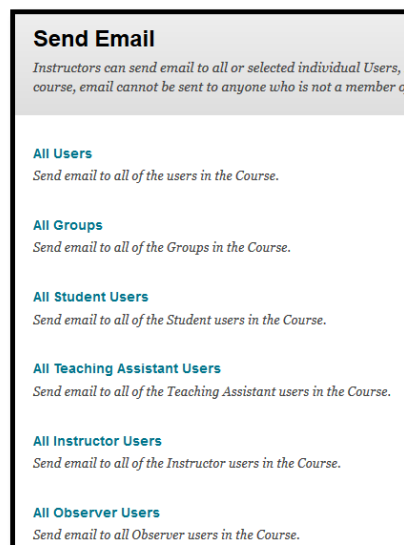 Send Email
Instructors can send email to all or selected individual Users,
course, email cannot be sent to anyone who is not a member
All Users
Send email to all of the users in the Course.
All Groups
Send email to all of the Groups in the Course.
All Student Users
Send email to all of the Student users in the Course.
All Teaching Assistant Users
Send email to all of the Teaching Assistant users in the Course.
All Instructor Users
Send email to all of the Instructor users in the Course.
All Observer Users
Send email to all Observer users in the Course.